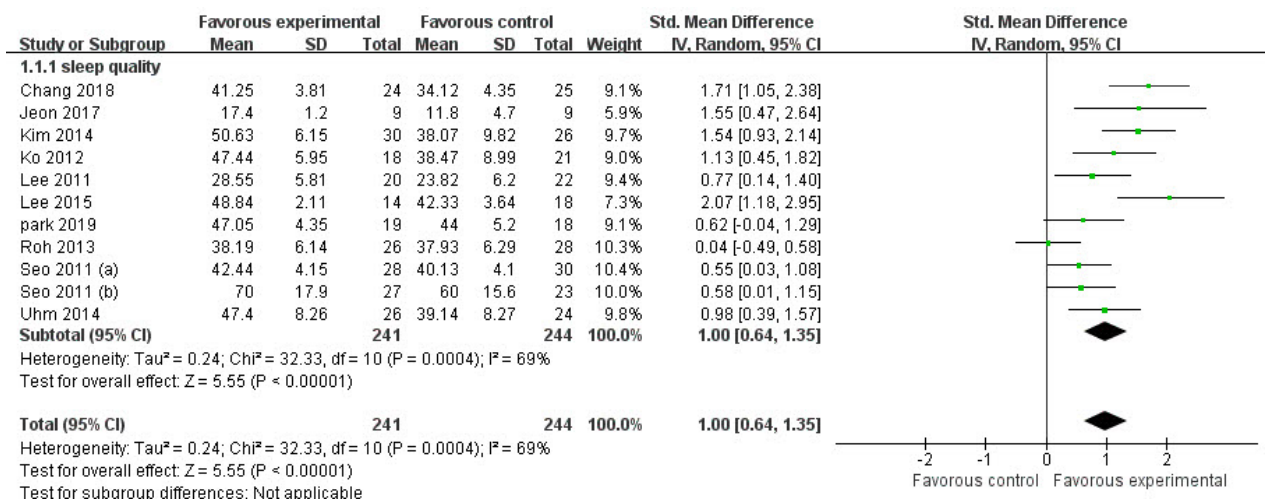 Favorous experimental Favorous control Std. Mean Difference Std. Mean Difference
Study or Subgroup Mean SD Total Mean SD Total Weight IV, Random, 95% CI IV, Random, 95% CI
1.1.1 sleep quality
Chang 2018 41.25 3.81 24 34.12 4.35 25 9.1% 1.71 [1.05, 2.38]
Jeon 2017 17.4 1.2 9 11.8 4.7 9 5.9% 1.55 [0.47, 2.64]
Kim 2014 50.63 6.15 30 38.07 9.82 26 9.7% 1.54 [0.93, 2.14]
Ko 2012 47.44 5.95 18 38.47 8.99 21 9.0% 1.13 [0.45, 1.82]
Lee 2011 28.55 5.81 20 23.82 6.2 22 9.4% 0.77 [0.14, 1.40]
Lee 2015 48.84 2.11 14 42.33 3.64 18 7.3% 2.07 [1.18, 2.95]
park 2019 47.05 4.35 19 44 5.2 18 9.1% 0.62 [-0.04, 1.29]
Roh 2013 38.19 6.14 26 37.93 6.29 28 10.3% 0.04 [-0.49, 0.58]
Seo 2011 (a) 42.44 4.15 28 40.13 4.1 30 10.4% 0.55 [0.03, 1.08]
Seo 2011 (b) 70 17.9 27 60 15.6 23 10.0% 0.58 [0.01, 1.15]
Uhm 2014 47.4 8.26 26 39.14 8.27 24 9.8% 0.98 [0.39, 1.57]
Subtotal (95% CI) 241 244 100.0% 1.00 [0.64, 1.35]
Heterogeneity: Tau² = 0.24; Chi² = 32.33, df = 10 (P = 0.0004); I² = 69%
Test for overall effect: Z = 5.55 (P < 0.00001)
Total (95% CI) 241 244 100.0% 1.00 [0.64, 1.35]
Heterogeneity: Tau² = 0.24; Chi² = 32.33, df = 10 (P = 0.0004); I² = 69%
Test for overall effect: Z = 5.55 (P < 0.00001)
Test for subgroup differences: Not applicable
-2 -1 0 1 2
Favorous control Favorous experimental